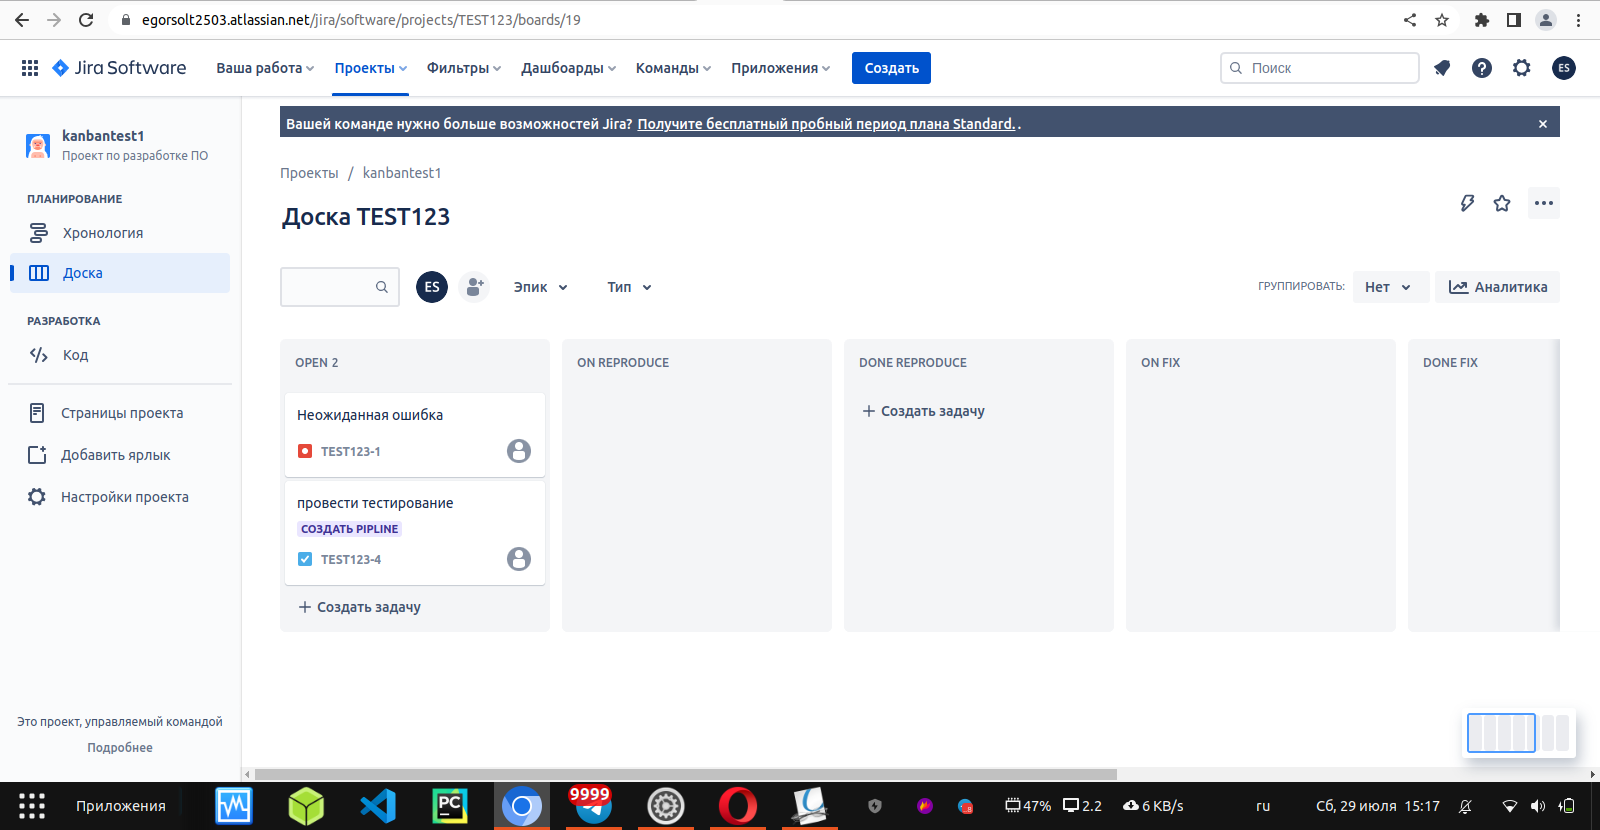 egorsolt2503.atlassian.net/jira/software/projects/TEST123/boards/19
Jira Software
Ваша работа
Проекты
Фильтры
Дашборды
Команды
Приложения
Создать
Поиск
ES
kanbantest1
Проект по разработке ПО
ПЛАНИРОВАНИЕ
Хронология
Доска
РАЗРАБОТКА
Код
Страницы проекта
Добавить ярлык
Настройки проекта
Это проект, управляемый командой
Подробнее
Вашей команде нужно больше возможностей Jira? Получите бесплатный пробный период плана Standard. .
Проекты / kanbantest1
Доска TEST123
ES
Эпик
Тип
ГРУППИРОВАТЬ:
Нет
Аналитика
OPEN 2
Неожиданная ошибка
TEST123-1
провести тестирование
СОЗДАТЬ PIPLINE
TEST123-4
+ Создать задачу
ON REPRODUCE
DONE REPRODUCE
+ Создать задачу
ON FIX
DONE FIX
Приложения
PC
9999
47%
2.2
6 KB/s
ru
Сб, 29 июля 15:17